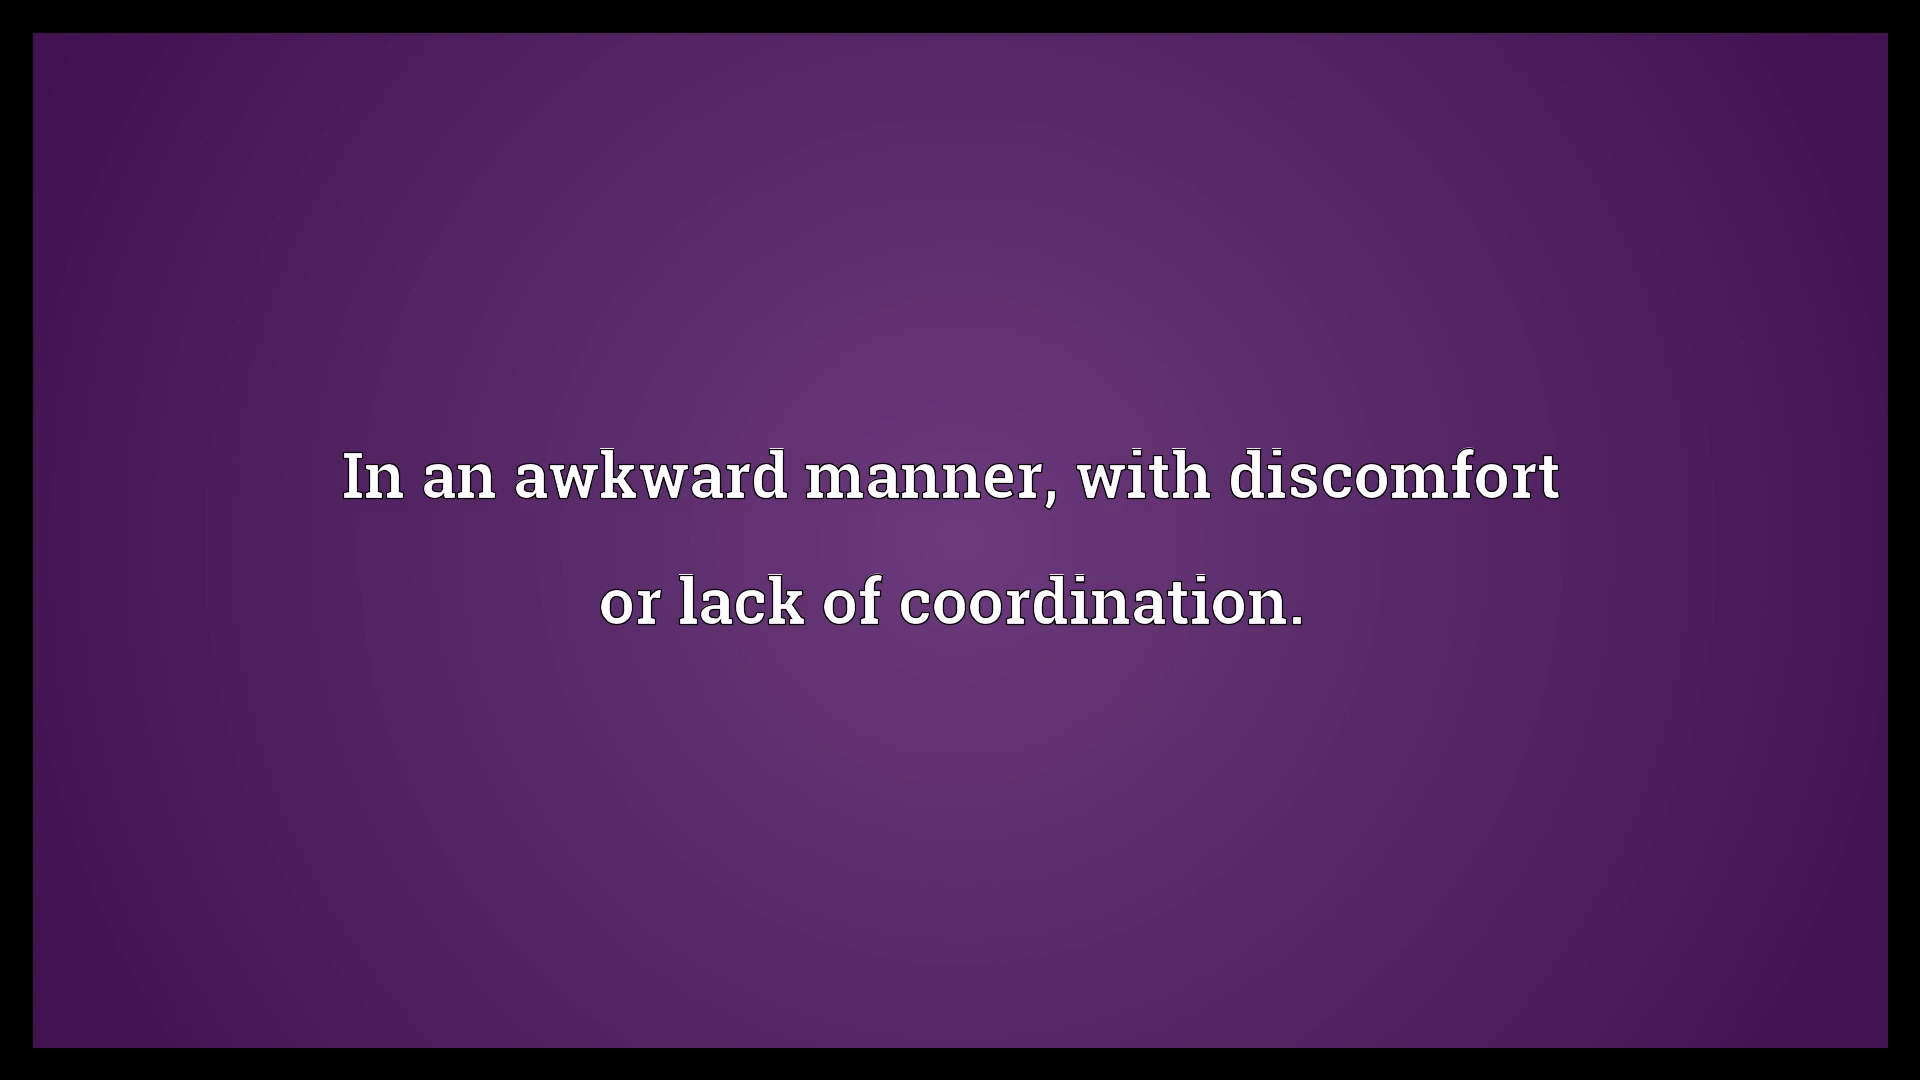 In an awkward manner, with discomfort
or lack of coordination.